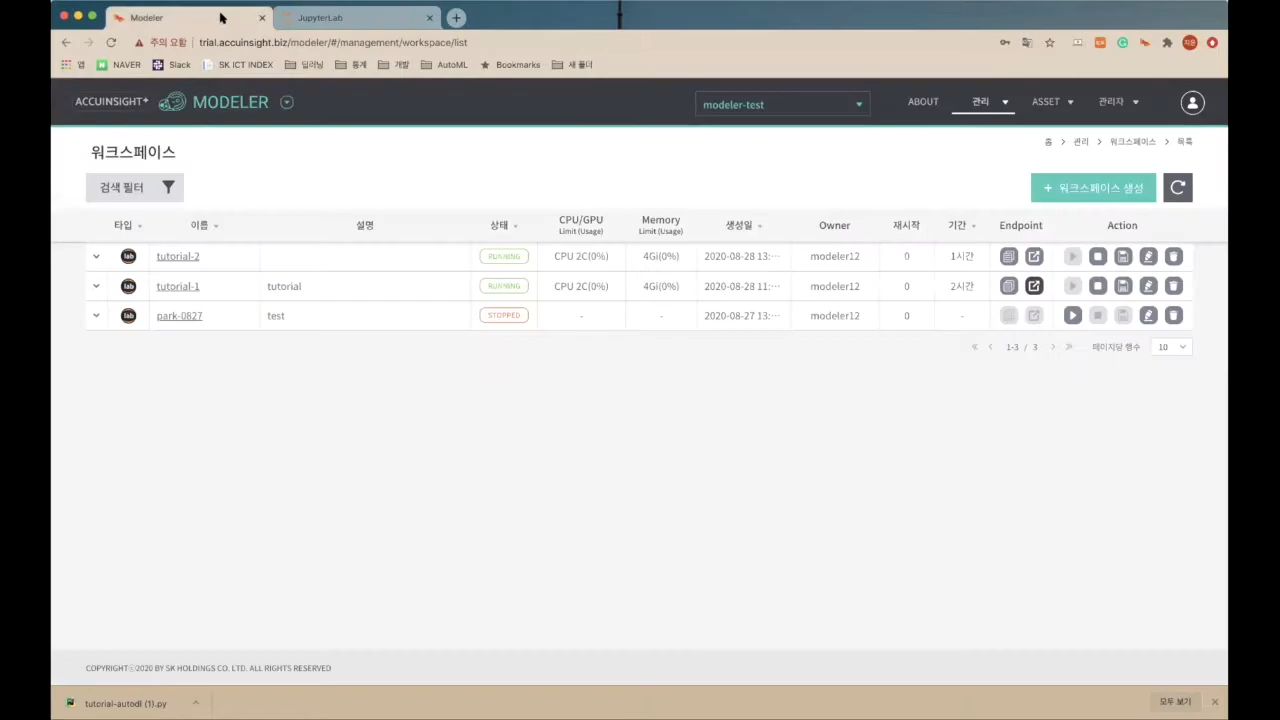 Modeler
JupyterLab
주의 요함 trial.accuinsight.biz/modeler/#/management/workspace/list
앱 NAVER Slack SK ICT INDEX 딥러닝 통계 개발 AutoML Bookmarks 새 폴더
ACCUINSIGHT+ MODELER modeler-test ABOUT 관리 ASSET 관리자
워크스페이스
홈 > 관리 > 워크스페이스 > 목록
검색 필터
+ 워크스페이스 생성
타입 이름 설명 상태 CPU/GPU Limit (Usage) Memory Limit (Usage) 생성일 Owner 재시작 기간 Endpoint Action
lab tutorial-2 RUNNING CPU 2C(0%) 4Gi(0%) 2020-08-28 13:··· modeler12 0 1시간
lab tutorial-1 tutorial RUNNING CPU 2C(0%) 4Gi(0%) 2020-08-28 11:··· modeler12 0 2시간
lab park-0827 test STOPPED - - 2020-08-27 13:··· modeler12 0 -
« ‹ 1-3 / 3 › » 페이지당 행수 10
COPYRIGHTⓒ2020 BY SK HOLDINGS CO. LTD. ALL RIGHTS RESERVED
tutorial-autodl (1).py
모두 보기